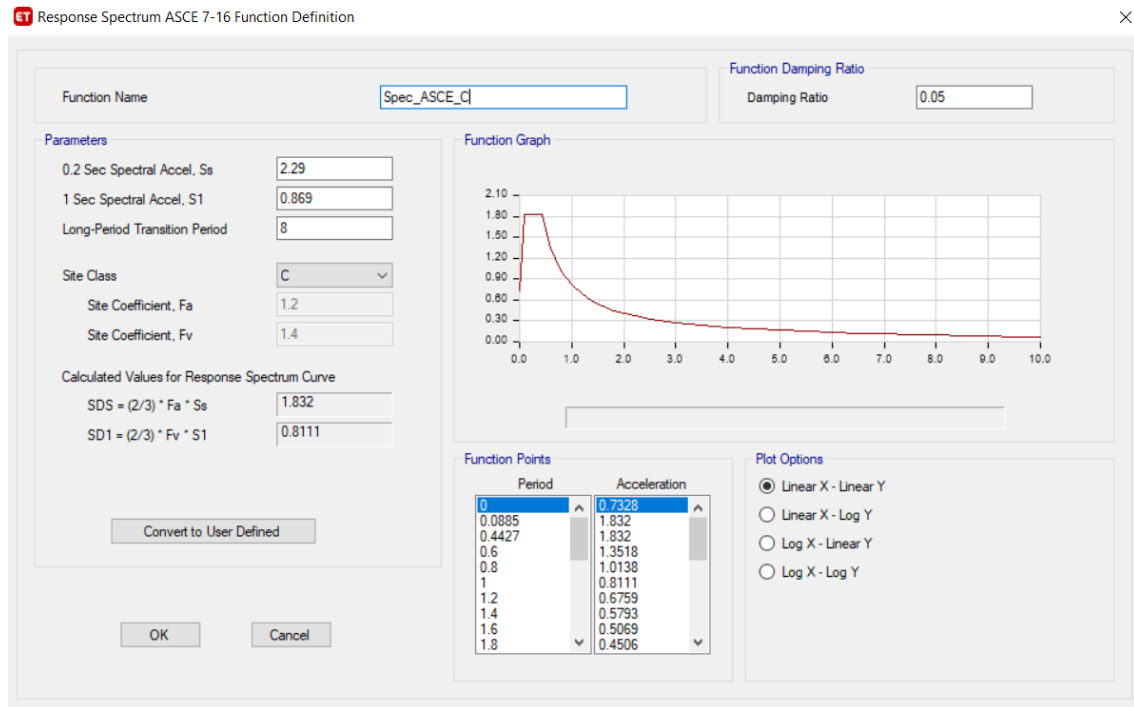 ET Response Spectrum ASCE 7-16 Function Definition
Function Name
Spec_ASCE_C
Function Damping Ratio
Damping Ratio
0.05
Parameters
0.2 Sec Spectral Accel, Ss
2.29
1 Sec Spectral Accel, S1
0.869
Long-Period Transition Period
8
Site Class
C
Site Coefficient, Fa
1.2
Site Coefficient, Fv
1.4
Calculated Values for Response Spectrum Curve
SDS = (2/3) * Fa * Ss
1.832
SD1 = (2/3) * Fv * S1
0.8111
Convert to User Defined
OK
Cancel
Function Graph
2.10
1.80
1.50
1.20
0.90
0.60
0.30
0.00
0.0 1.0 2.0 3.0 4.0 5.0 6.0 7.0 8.0 9.0 10.0
Function Points
Period Acceleration
0 0.7328
0.0885 1.832
0.4427 1.832
0.6 1.3518
0.8 1.0138
1 0.8111
1.2 0.6759
1.4 0.5793
1.6 0.5069
1.8 0.4506
Plot Options
Linear X - Linear Y
Linear X - Log Y
Log X - Linear Y
Log X - Log Y